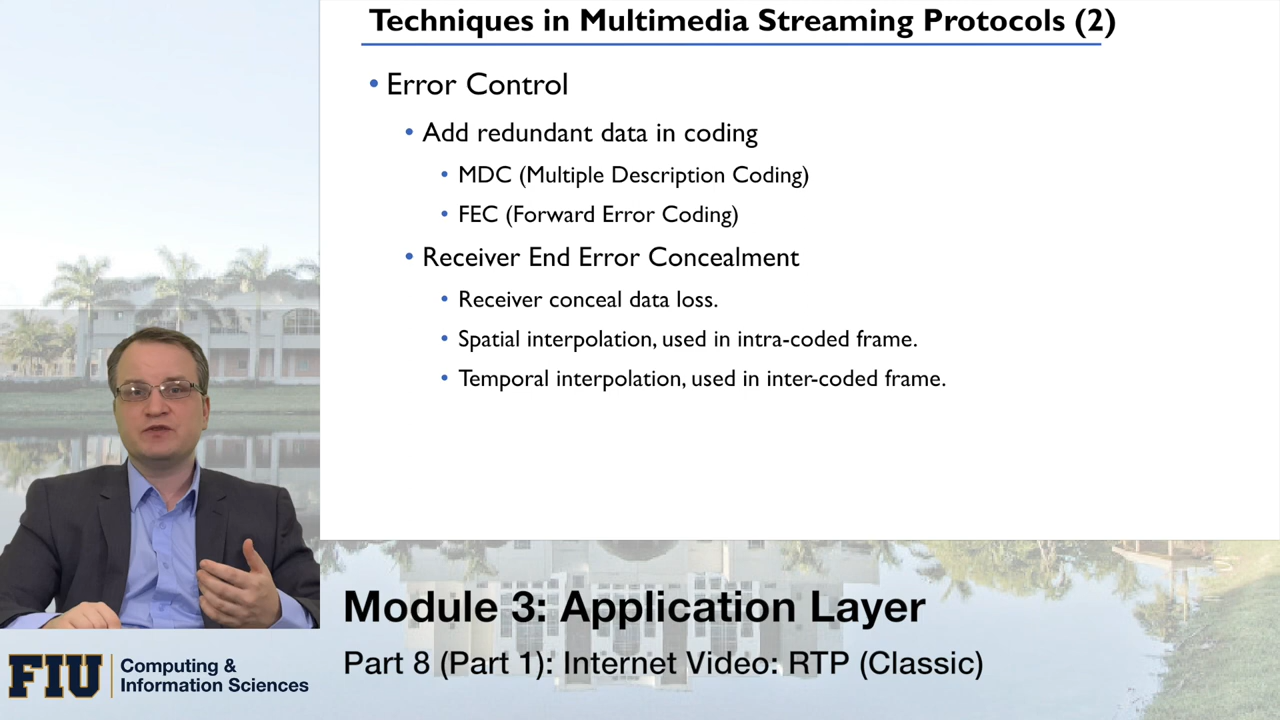 Techniques in Multimedia Streaming Protocols (2)
• Error Control
• Add redundant data in coding
• MDC (Multiple Description Coding)
• FEC (Forward Error Coding)
• Receiver End Error Concealment
• Receiver conceal data loss.
• Spatial interpolation, used in intra-coded frame.
• Temporal interpolation, used in inter-coded frame.
Module 3: Application Layer
Part 8 (Part 1): Internet Video: RTP (Classic)
FIU
Computing &
Information Sciences